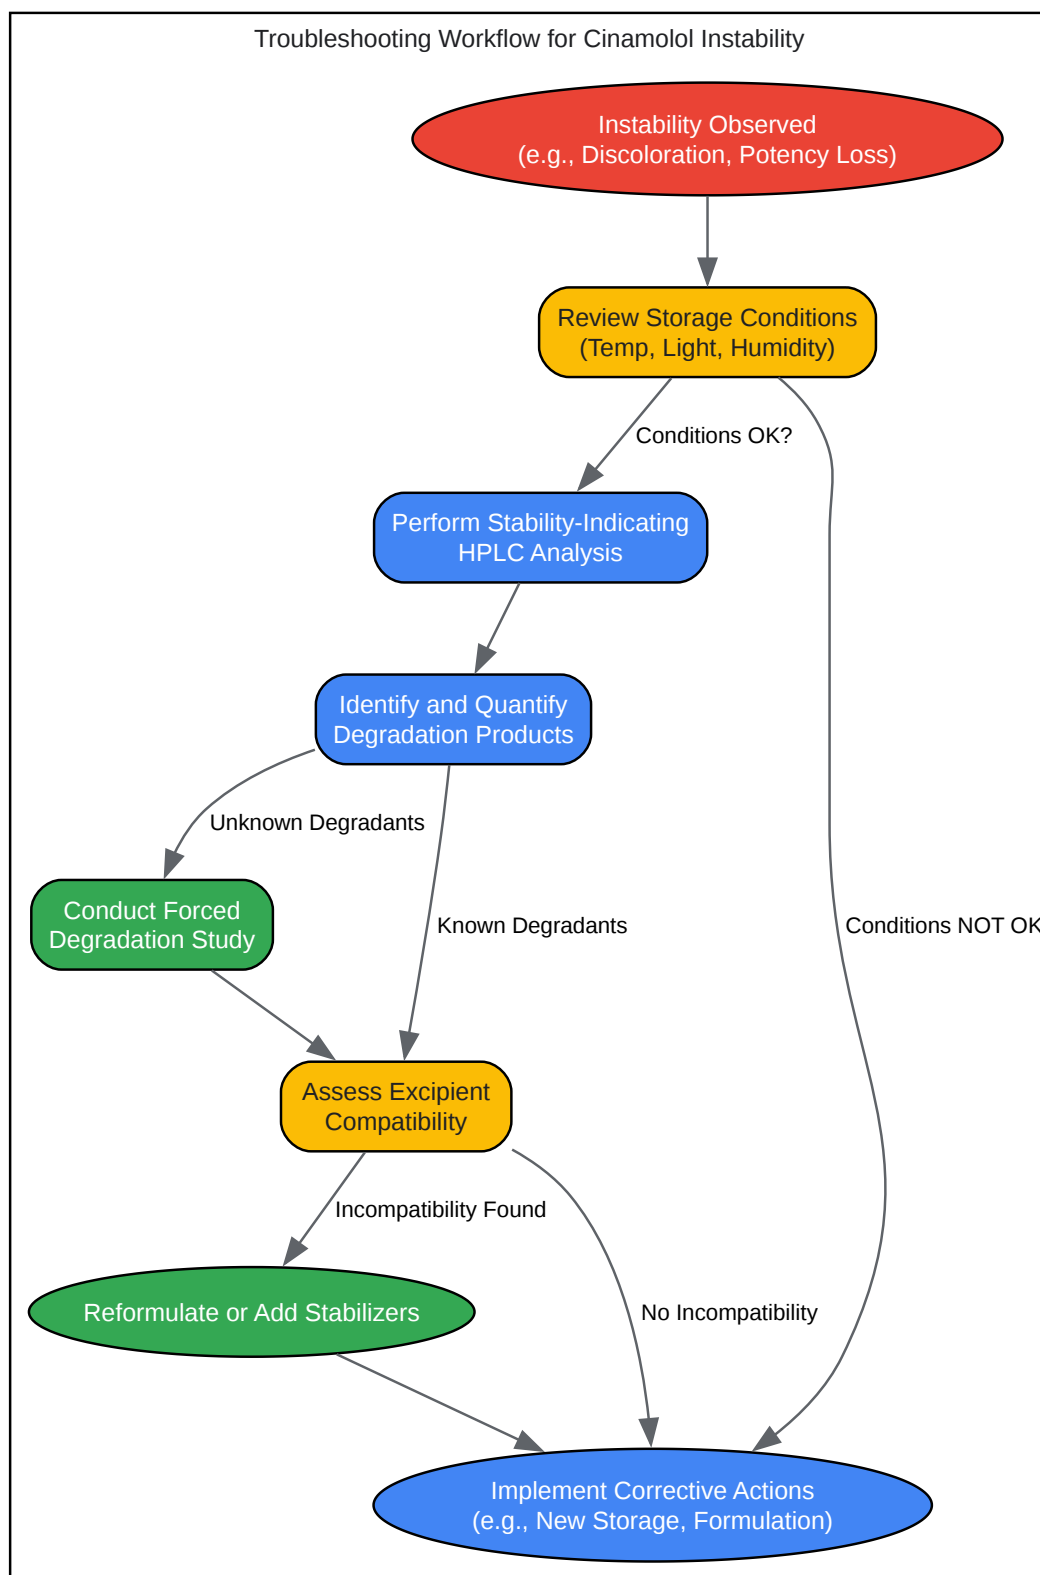 Troubleshooting Workflow for Cinamolol Instability
Instability Observed
(e.g., Discoloration, Potency Loss)
Review Storage Conditions
(Temp, Light, Humidity)
Conditions OK?
Perform Stability-Indicating
HPLC Analysis
Identify and Quantify
Degradation Products
Unknown Degradants
Conduct Forced
Degradation Study
Known Degradants
Conditions NOT OK
Assess Excipient
Compatibility
Incompatibility Found
Reformulate or Add Stabilizers
No Incompatibility
Implement Corrective Actions
(e.g., New Storage, Formulation)